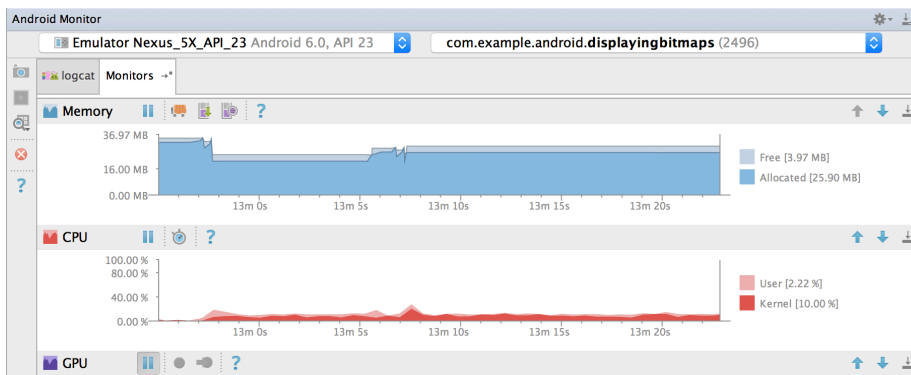 Android Monitor
Emulator Nexus_5X_API_23 Android 6.0, API 23 com.example.android.displayingbitmaps (2496)
logcat Monitors
Memory ?
36.97 MB
16.00 MB
0.00 MB
Free [3.97 MB]
Allocated [25.90 MB]
13m 0s 13m 5s 13m 10s 13m 15s 13m 20s
CPU ?
100.00 %
80.00 %
40.00 %
0.00 %
User [2.22 %]
Kernel [10.00 %]
13m 0s 13m 5s 13m 10s 13m 15s 13m 20s
GPU ?
?